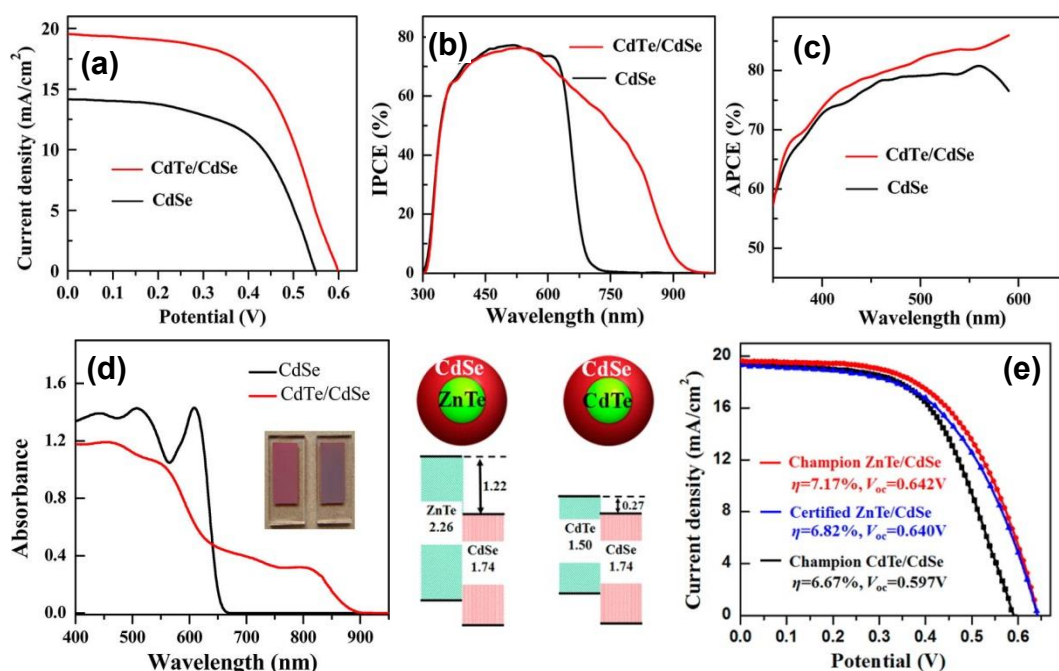 (a)
Current density (mA/cm²)
20
15
10
5
0
CdTe/CdSe
CdSe
0.0 0.1 0.2 0.3 0.4 0.5 0.6
Potential (V)
(b)
IPCE (%)
80
60
40
20
0
CdTe/CdSe
CdSe
300 450 600 750 900
Wavelength (nm)
(c)
APCE (%)
80
70
60
50
CdTe/CdSe
CdSe
400 500 600
Wavelength (nm)
(d)
Absorbance
1.6
1.2
0.8
0.4
0.0
CdSe
CdTe/CdSe
400 500 600 700 800 900
Wavelength (nm)
CdSe
ZnTe
CdSe
CdTe
1.22
ZnTe
2.26
CdSe
1.74
0.27
CdTe
1.50
CdSe
1.74
(e)
Current density (mA/cm²)
20
16
12
8
4
0
Champion ZnTe/CdSe
η=7.17%, Voc=0.642V
Certified ZnTe/CdSe
η=6.82%, Voc=0.640V
Champion CdTe/CdSe
η=6.67%, Voc=0.597V
0.0 0.1 0.2 0.3 0.4 0.5 0.6
Potential (V)